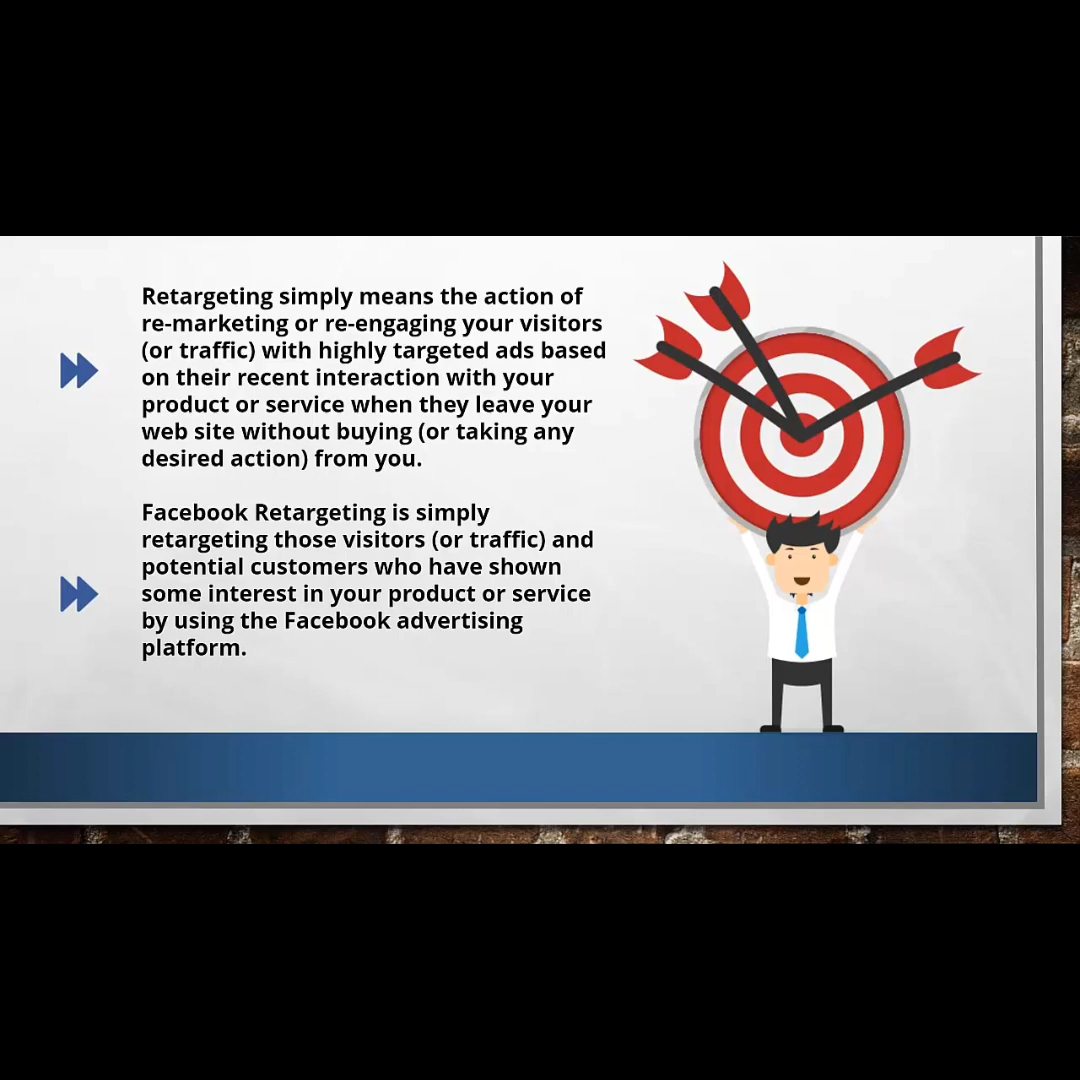 Retargeting simply means the action of
re-marketing or re-engaging your visitors
(or traffic) with highly targeted ads based
on their recent interaction with your
product or service when they leave your
web site without buying (or taking any
desired action) from you.
Facebook Retargeting is simply
retargeting those visitors (or traffic) and
potential customers who have shown
some interest in your product or service
by using the Facebook advertising
platform.